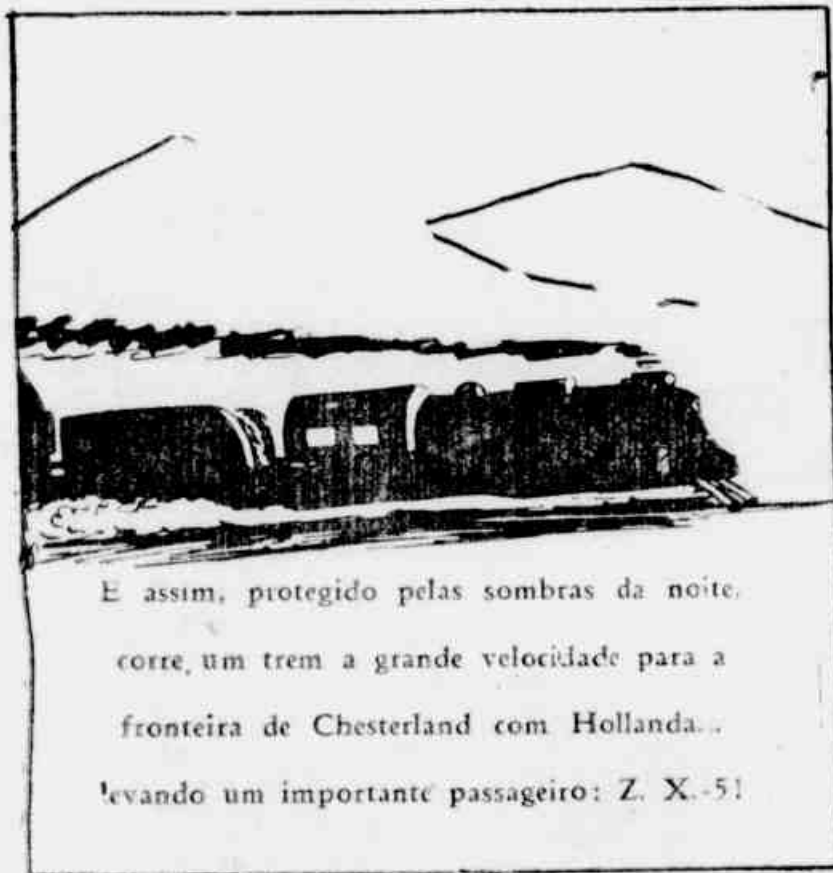 E assim, protegido pelas sombras da noite,
corre, um trem a grande velocidade para a
fronteira de Chesterland com Hollanda...
levando um importante passageiro: Z. X.-5!